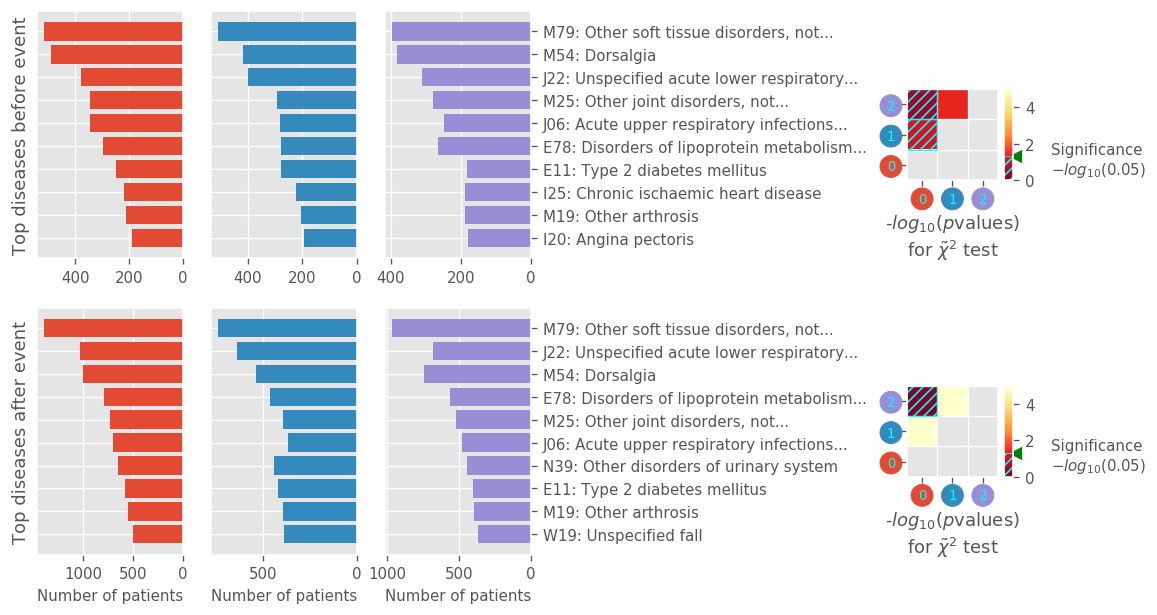 Top diseases before event
M79: Other soft tissue disorders, not...
M54: Dorsalgia
J22: Unspecified acute lower respiratory...
M25: Other joint disorders, not...
J06: Acute upper respiratory infections...
E78: Disorders of lipoprotein metabolism...
E11: Type 2 diabetes mellitus
I25: Chronic ischaemic heart disease
M19: Other arthrosis
I20: Angina pectoris
400 200 0
400 200 0
400 200 0
2
1
0
0 1 2
4
2
0
Significance
−log10(0.05)
-log10(pvalues)
for χ̃² test
Top diseases after event
M79: Other soft tissue disorders, not...
J22: Unspecified acute lower respiratory...
M54: Dorsalgia
E78: Disorders of lipoprotein metabolism...
M25: Other joint disorders, not...
J06: Acute upper respiratory infections...
N39: Other disorders of urinary system
E11: Type 2 diabetes mellitus
M19: Other arthrosis
W19: Unspecified fall
1000 500 0
500 0
1000 500 0
Number of patients
Number of patients
Number of patients
2
1
0
0 1 2
4
2
0
Significance
−log10(0.05)
-log10(pvalues)
for χ̃² test